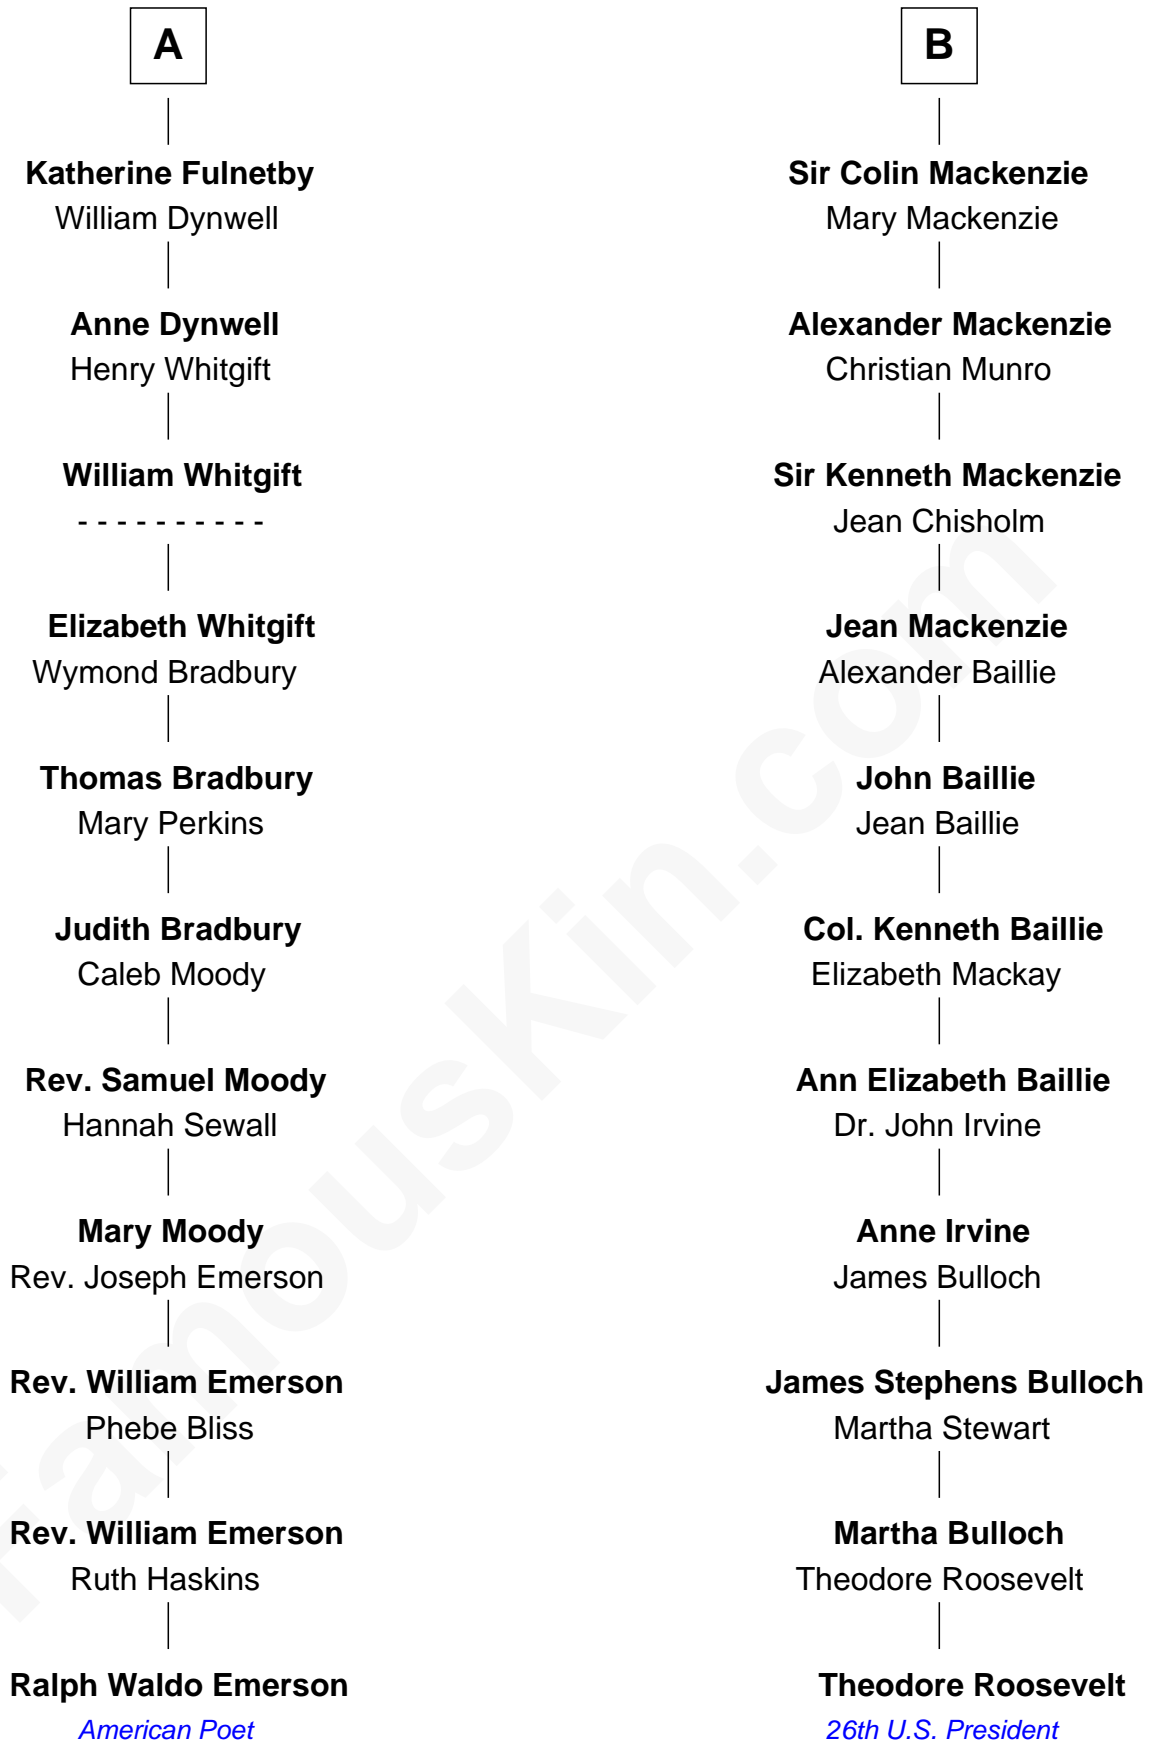 A
Katherine Fulnetby
William Dynwell
Anne Dynwell
Henry Whitgift
William Whitgift
- - - - - - - - - -
Elizabeth Whitgift
Wymond Bradbury
Thomas Bradbury
Mary Perkins
Judith Bradbury
Caleb Moody
Rev. Samuel Moody
Hannah Sewall
Mary Moody
Rev. Joseph Emerson
Rev. William Emerson
Phebe Bliss
Rev. William Emerson
Ruth Haskins
Ralph Waldo Emerson
American Poet
B
Sir Colin Mackenzie
Mary Mackenzie
Alexander Mackenzie
Christian Munro
Sir Kenneth Mackenzie
Jean Chisholm
Jean Mackenzie
Alexander Baillie
John Baillie
Jean Baillie
Col. Kenneth Baillie
Elizabeth Mackay
Ann Elizabeth Baillie
Dr. John Irvine
Anne Irvine
James Bulloch
James Stephens Bulloch
Martha Stewart
Martha Bulloch
Theodore Roosevelt
Theodore Roosevelt
26th U.S. President
FamousKin.com